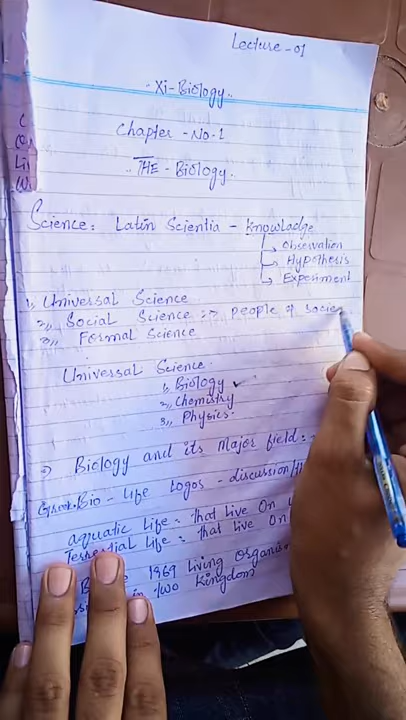 Lecture - 01
XI - Biology
Chapter - No. 1
THE - Biology
Science: Latin Scientia - Knowladge
Observation
Hypothesis
Experiment
1,, Universal Science
2,, Social Science :-> people of socie
3,, Formal Science
Universal Science:
1, Biology ✓
2,, Chemistry
3,, Physics.
Biology and its Major field:
Bio - Life Logos - discussion
aquatic Life: that Live On
Terrestial Life: that Live On
1969 Living Organis
in two Kingdom